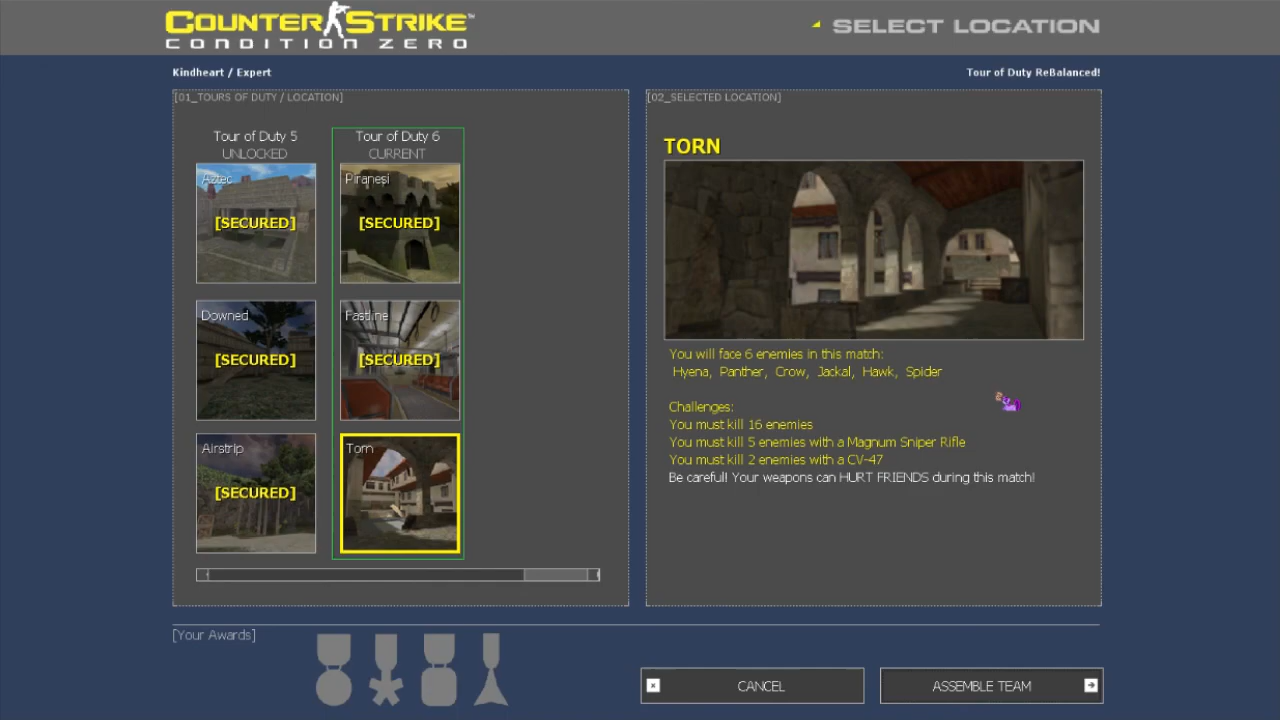 COUNTER STRIKE™
CONDITION ZERO
SELECT LOCATION
Kindheart / Expert
Tour of Duty ReBalanced!
[01_TOURS OF DUTY / LOCATION]
Tour of Duty 5
UNLOCKED
Aztec
[SECURED]
Downed
[SECURED]
Airstrip
[SECURED]
Tour of Duty 6
CURRENT
Piranesi
[SECURED]
Fastline
[SECURED]
Torn
[02_SELECTED LOCATION]
TORN
You will face 6 enemies in this match:
Hyena, Panther, Crow, Jackal, Hawk, Spider
Challenges:
You must kill 16 enemies
You must kill 5 enemies with a Magnum Sniper Rifle
You must kill 2 enemies with a CV-47
Be careful! Your weapons can HURT FRIENDS during this match!
[Your Awards]
CANCEL
ASSEMBLE TEAM